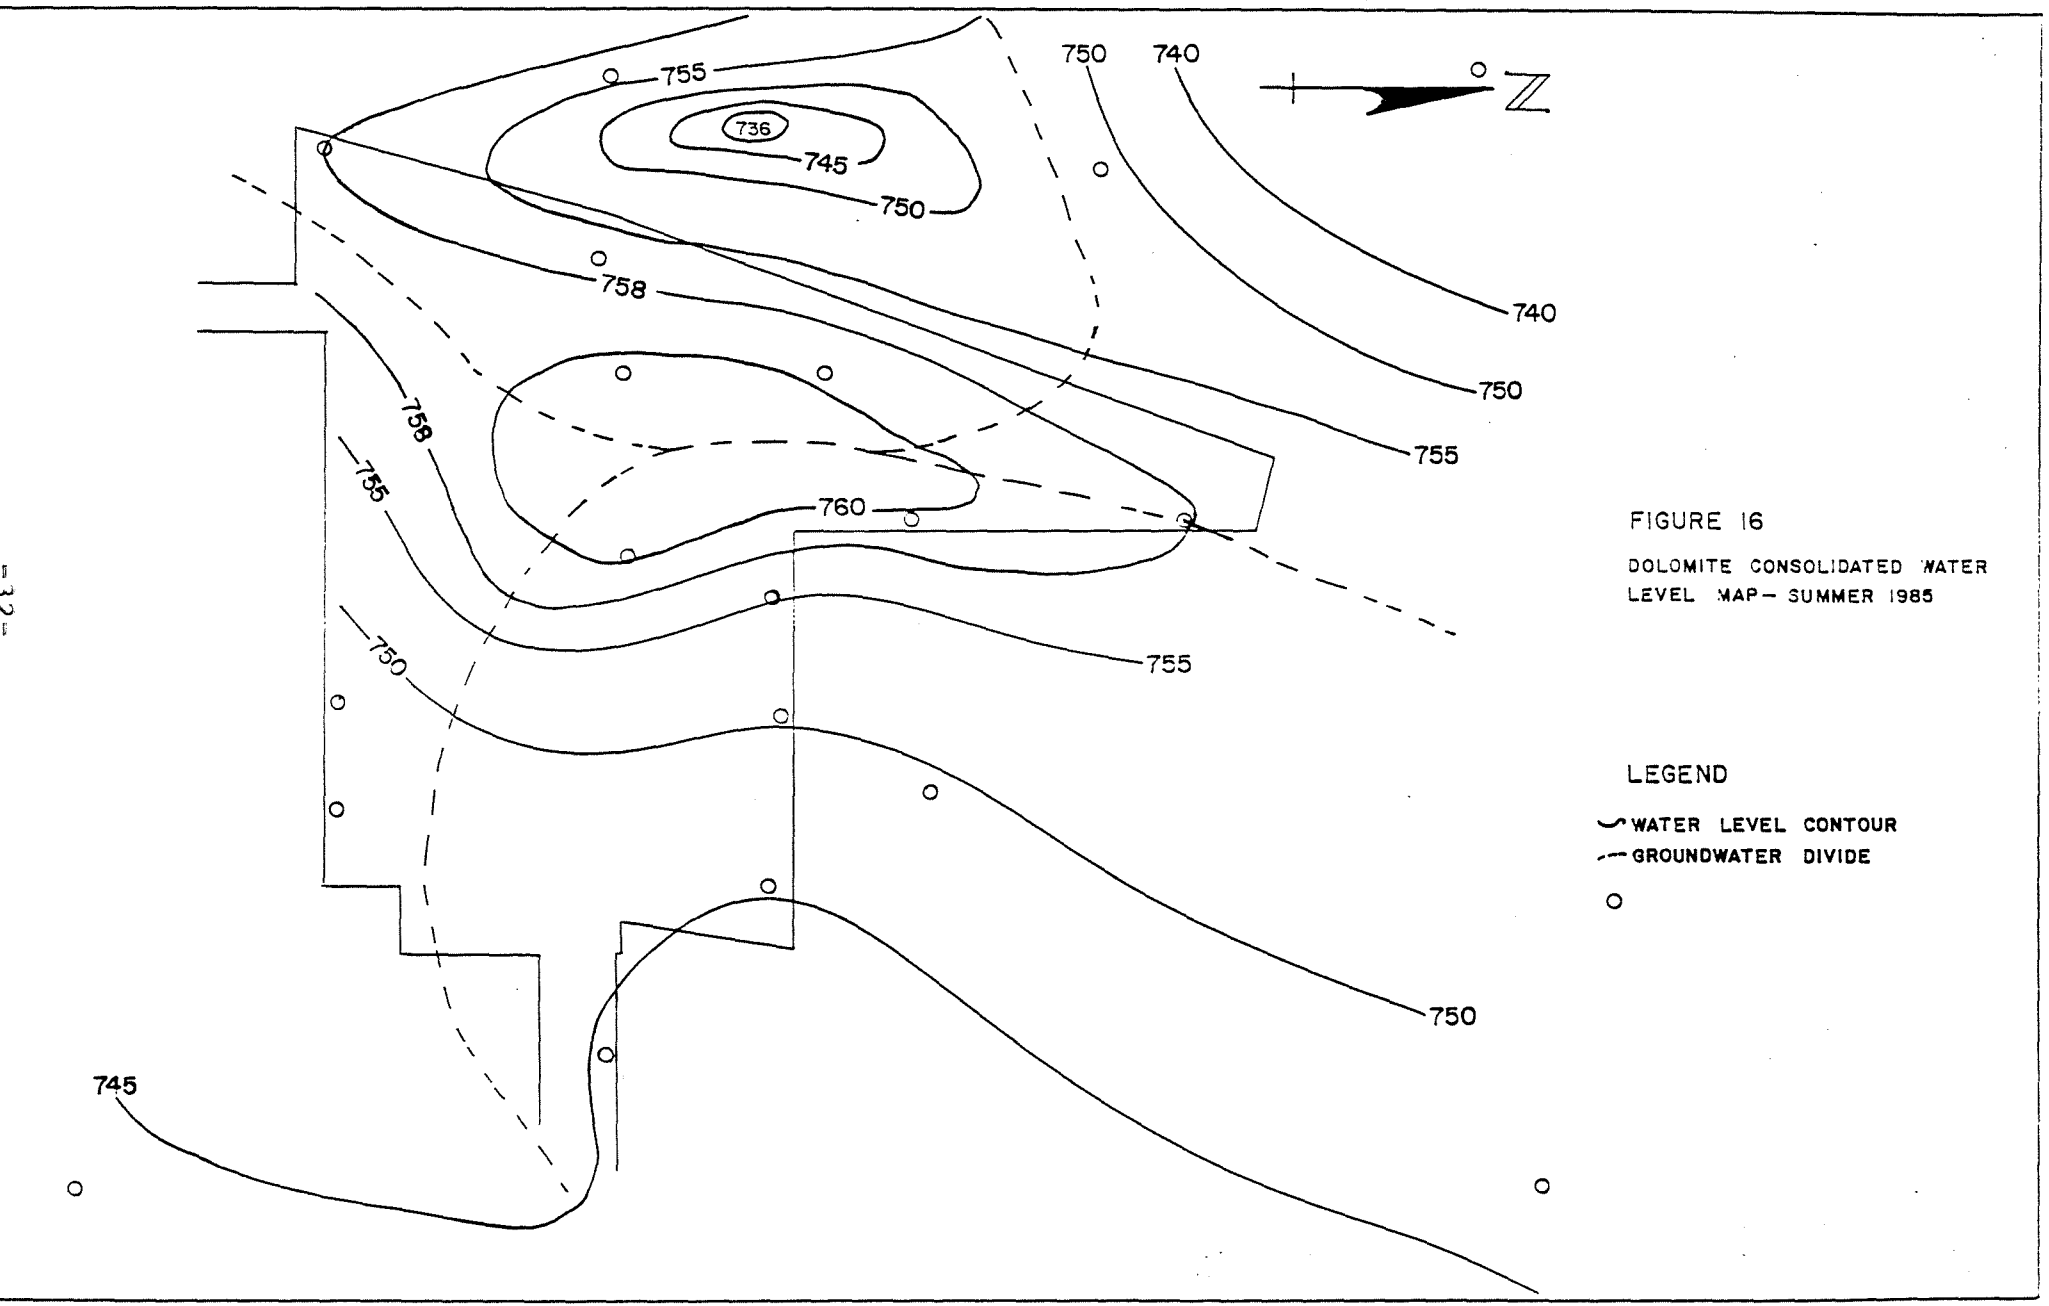 750 740
Z
755
736
745
750
758
740
750
758
755
755
760
FIGURE 16
DOLOMITE CONSOLIDATED WATER
LEVEL MAP- SUMMER 1985
-32-
750
755
LEGEND
WATER LEVEL CONTOUR
GROUNDWATER DIVIDE
750
745